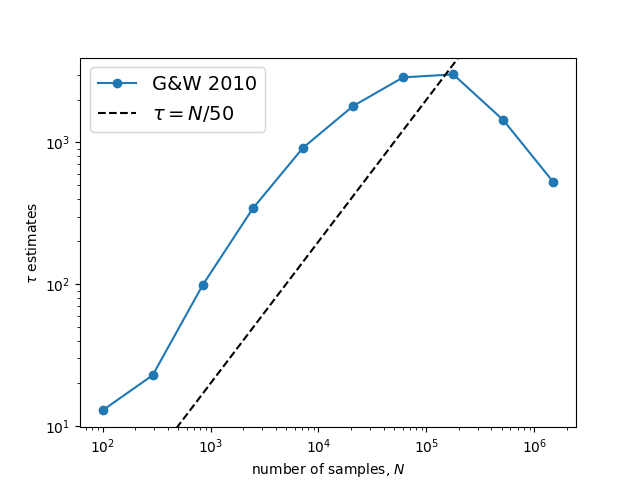 G&W 2010
τ = N/50
10³
10²
10¹
τ estimates
10² 10³ 10⁴ 10⁵ 10⁶
number of samples, N